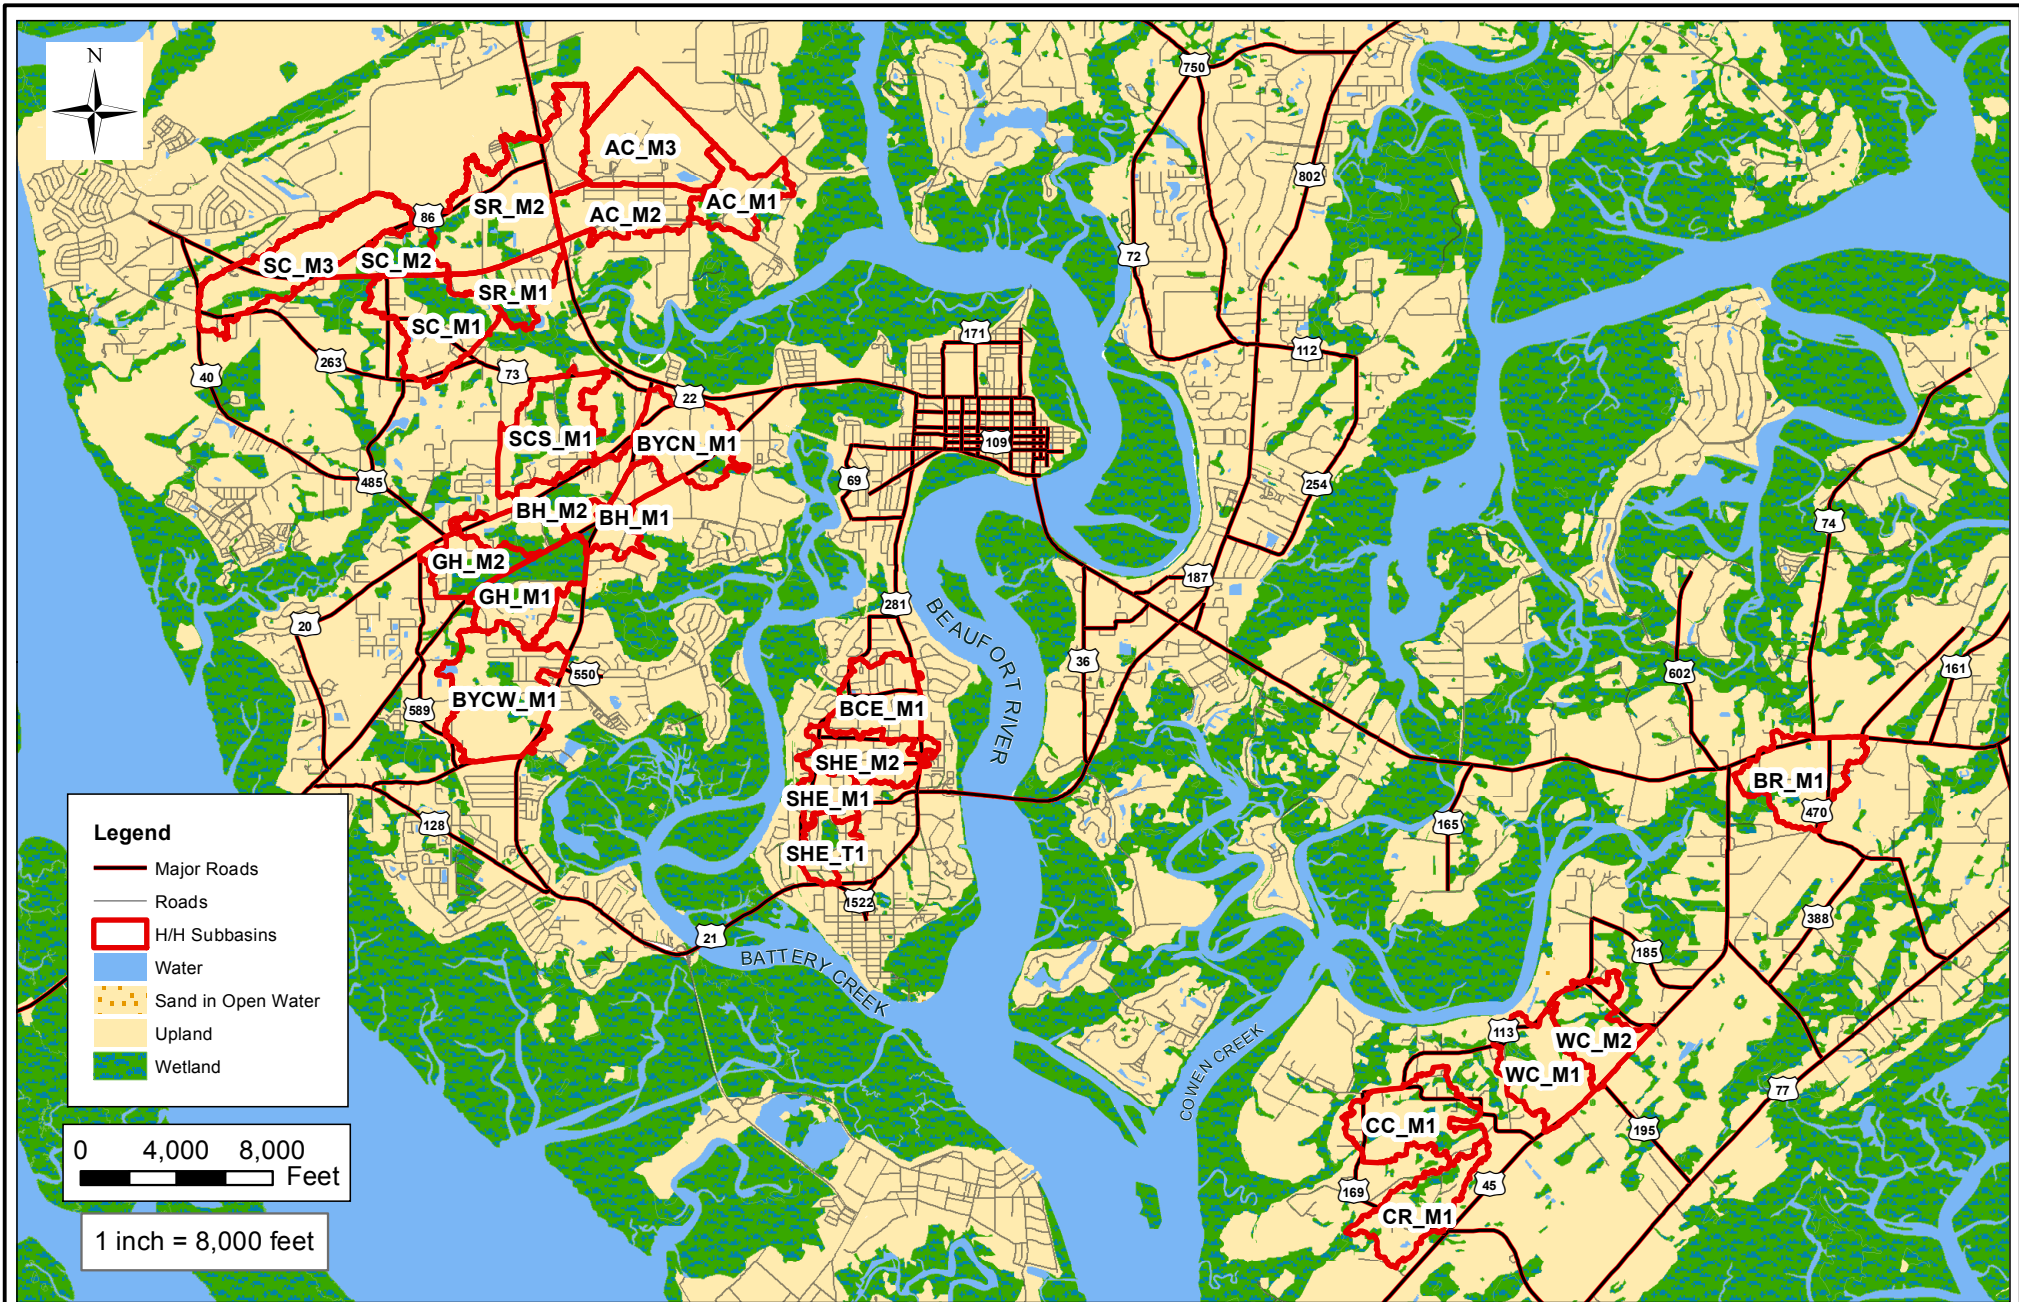 N
750
AC_M3
802
AC_M1
86
SR_M2
AC_M2
72
SC_M3
SC_M2
SR_M1
SC_M1
171
112
263
40
73
22
SCS_M1
BYCN_M1
109
69
485
254
BH_M2
BH_M1
74
GH_M2
187
GH_M1
281
BEAUFORT RIVER
20
36
550
602
161
BYCW_M1
589
BCE_M1
SHE_M2
BR_M1
SHE_M1
470
128
165
SHE_T1
1522
388
21
BATTERY CREEK
185
113
WC_M2
COWEN CREEK
WC_M1
77
CC_M1
195
169
45
CR_M1
Legend
Major Roads
Roads
H/H Subbasins
Water
Sand in Open Water
Upland
Wetland
0 4,000 8,000
Feet
1 inch = 8,000 feet